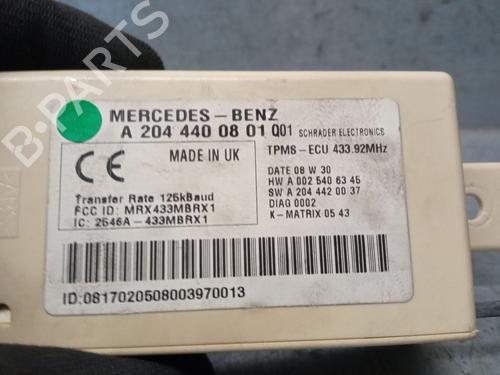 MERCEDES-BENZ
A 204 440 08 01 Q01 SCHRADER ELECTRONICS
CE MADE IN UK
TPMS-ECU 433.92MHz
Transfer Rate 125kBaud
FCC ID: MRX433MBRX1
IC: 2546A-433MBRX1
DATE 08 W 30
HW A 002 540 63 45
SW A 204 442 00 37
DIAG 0002
K-MATRIX 05 43
ID:0817020508003970013
B-PARTS